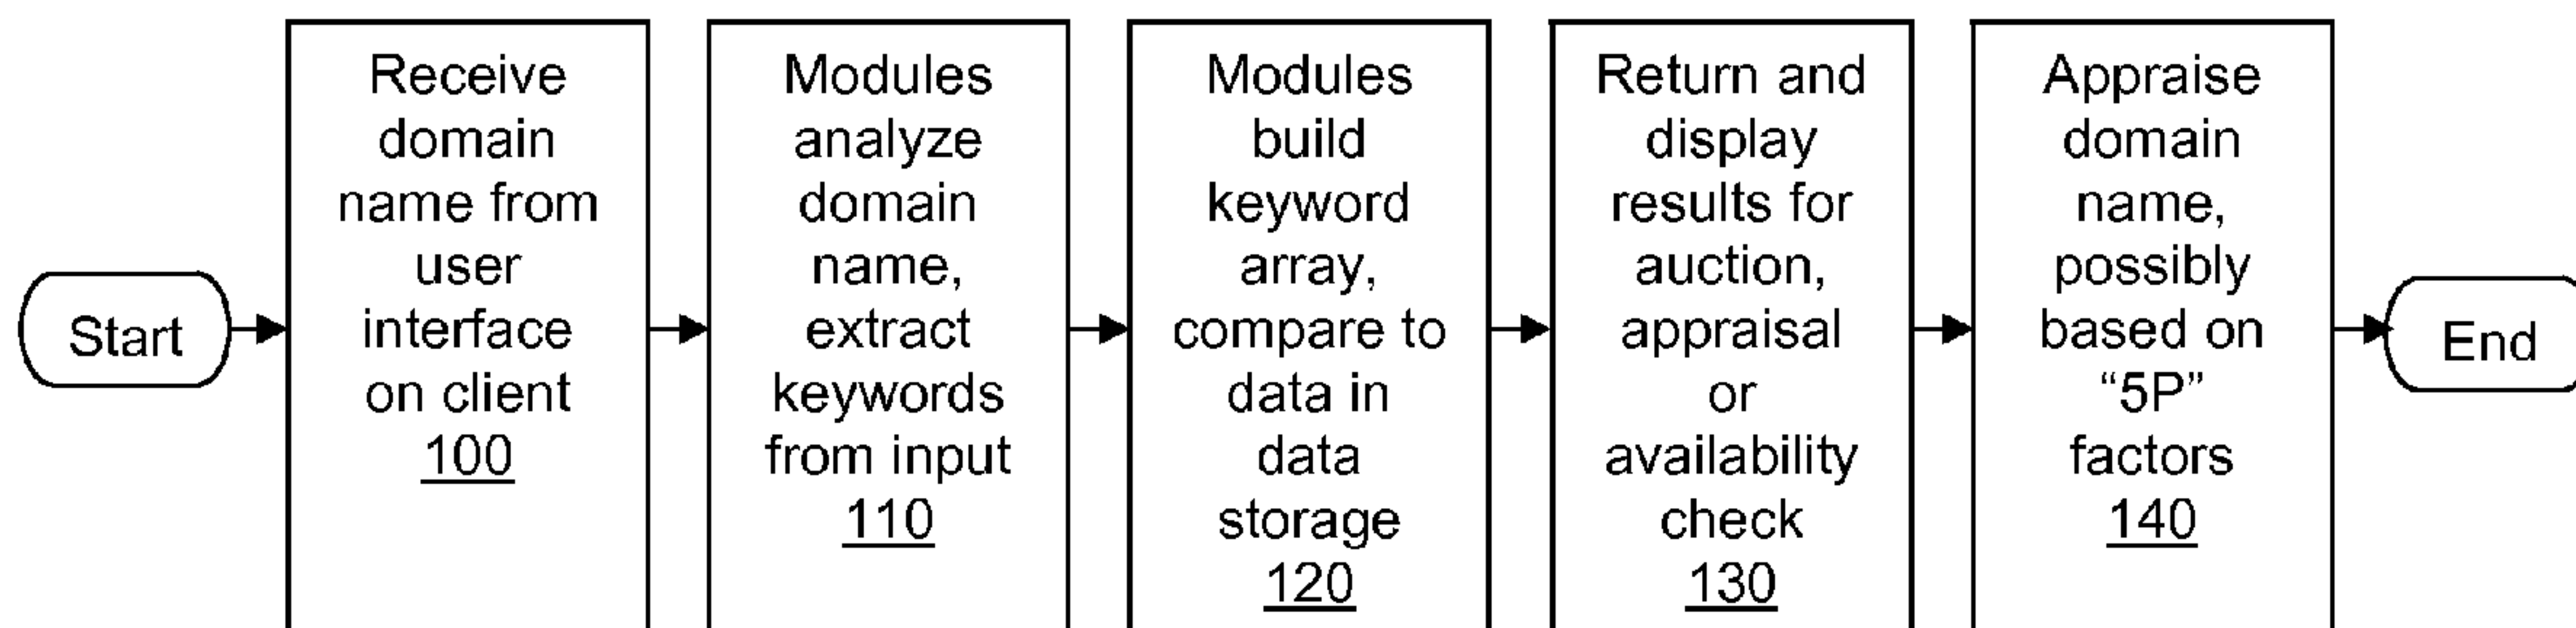 Start
Receive
domain
name from
user
interface
on client
100
Modules
analyze
domain
name,
extract
keywords
from input
110
Modules
build
keyword
array,
compare to
data in
data
storage
120
Return and
display
results for
auction,
appraisal
or
availability
check
130
Appraise
domain
name,
possibly
based on
“5P”
factors
140
End